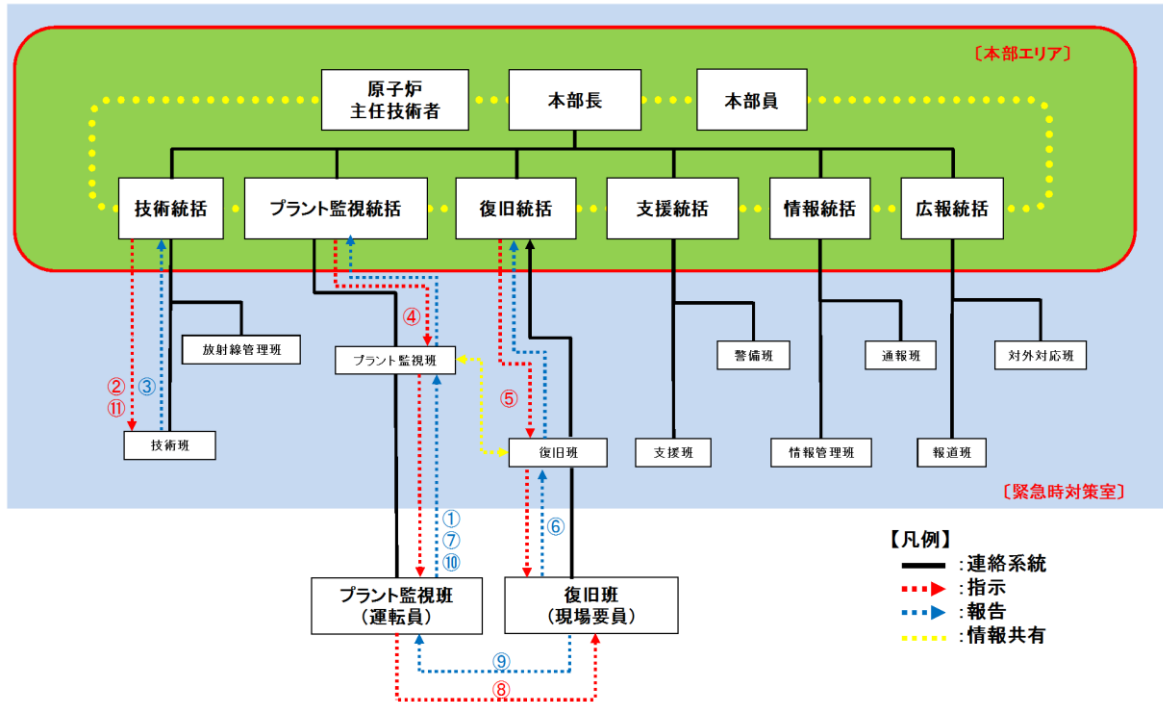 〔本部エリア〕
原子炉
主任技術者
本部長
本部員
技術統括
プラント監視統括
復旧統括
支援統括
情報統括
広報統括
④
放射線管理班
プラント監視班
警備班
通報班
対外対応班
②
⑪
③
⑤
技術班
復旧班
支援班
情報管理班
報道班
〔緊急時対策室〕
①
⑦
⑩
⑥
プラント監視班
(運転員)
復旧班
(現場要員)
⑨
⑧
【凡例】
:連絡系統
:指示
:報告
:情報共有